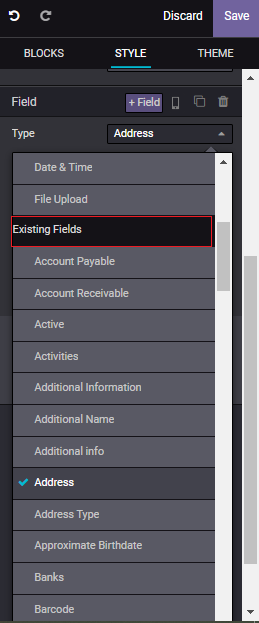 Discard Save
BLOCKS STYLE THEME
Field + Field
Type Address
Date & Time
File Upload
Existing Fields
Account Payable
Account Receivable
Active
Activities
Additional Information
Additional Name
Additional info
Address
Address Type
Approximate Birthdate
Banks
Barcode